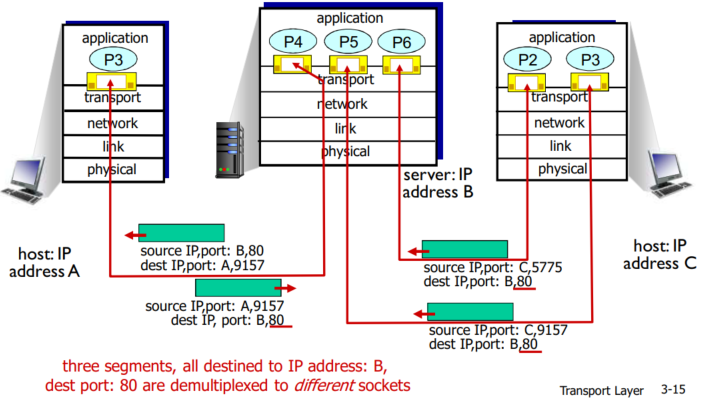 application
P3
transport
network
link
physical
host: IP
address A
application
P4 P5 P6
transport
network
link
physical
server: IP
address B
application
P2 P3
transport
network
link
physical
host: IP
address C
source IP,port: B,80
dest IP,port: A,9157
source IP,port: A,9157
dest IP, port: B,80
source IP,port: C,5775
dest IP,port: B,80
source IP,port: C,9157
dest IP,port: B,80
three segments, all destined to IP address: B,
dest port: 80 are demultiplexed to different sockets
Transport Layer 3-15